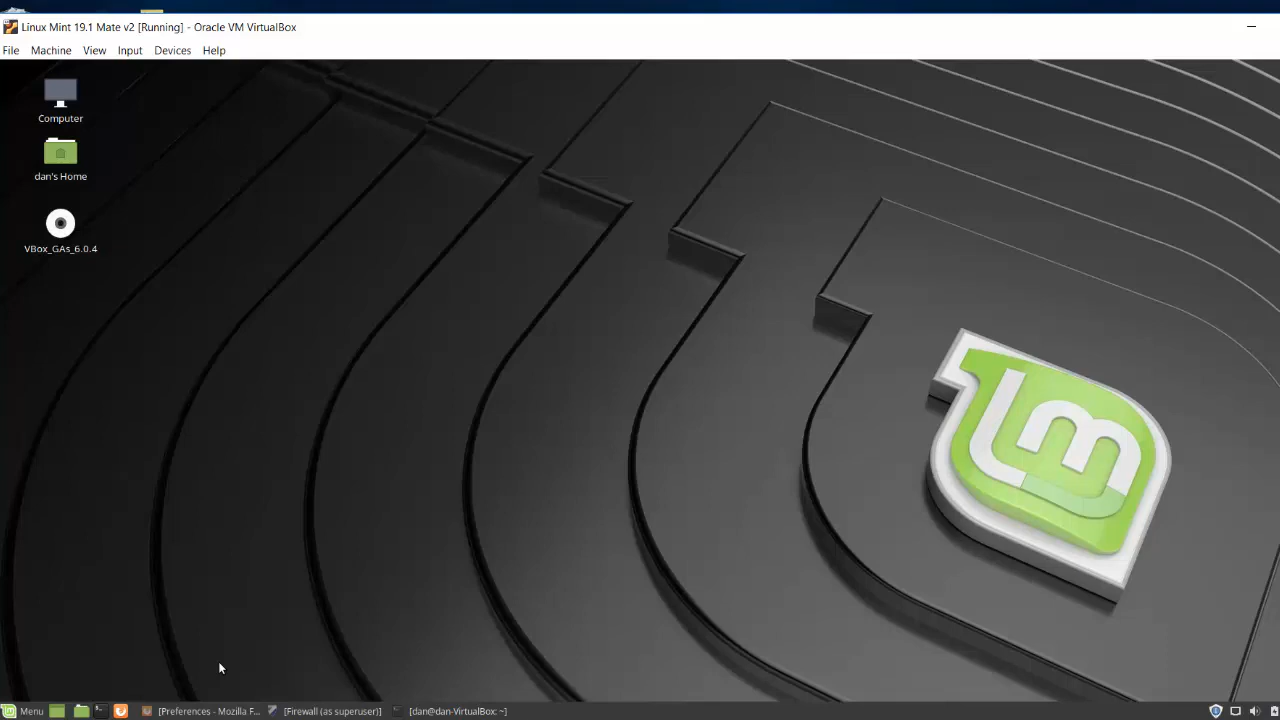 Linux Mint 19.1 Mate v2 [Running] - Oracle VM VirtualBox
File Machine View Input Devices Help
Computer
dan's Home
VBox_GAs_6.0.4
lm
Menu [Preferences - Mozilla F... [Firewall (as superuser)] [dan@dan-VirtualBox: ~]